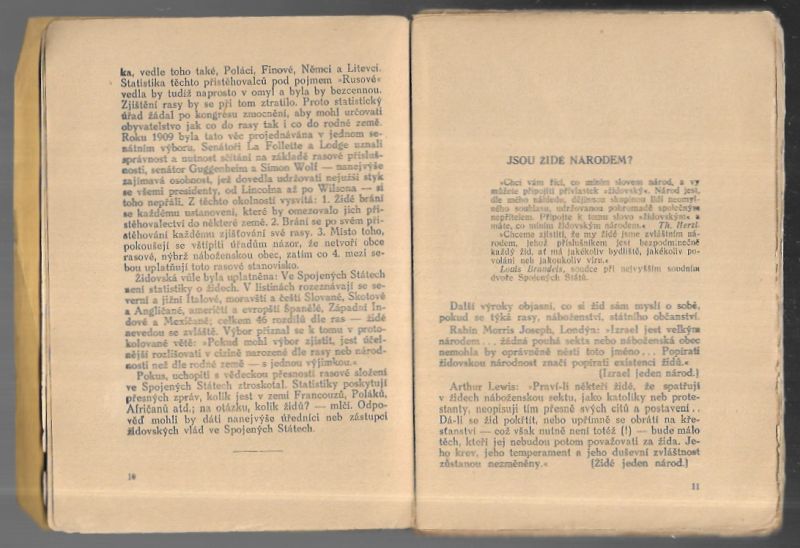 ka, vedle toho také, Poláci, Finové, Němci a Litevci.
Statistika těchto přistěhovalců pod pojmem »Rusové«
vedla by tudíž naprosto v omyl a byla by bezcennou.
Zjištění rasy by se při tom ztratilo. Proto statistický
úřad žádal po kongresu zmocnění, aby mohl určovati
obyvatelstvo jak co do rasy tak i co do rodné země.
Roku 1909 byla tato věc projednávána v jednom se-
nátním výboru. Senátoři La Follette a Lodge uznali
správnost a nutnost sčítání na základě rasové přísluš-
nosti, senátor Guggenheim a Simon Wolf — nanejvýše
zajímavá osobnost, jež dovedla udržovati nejužší styk
se všemi presidenty, od Lincolna až po Wilsona — si
toho nepřáli. Z těchto okolností vysvitá: 1. Židé brání
se každému ustanovení, které by omezovalo jich při-
stěhovalectví do některé země. 2. Brání se po svém při-
stěhování každému zjišťování své rasy. 3. Místo toho,
pokoušejí se vštípiti úřadům názor, že netvoří obce
rasové, nýbrž náboženskou obec, zatím co 4. mezi se-
bou uplatňují toto rasové stanovisko.
Židovská vůle byla uplatněna: Ve Spojených Státech
není statistiky o židech. V listinách rozeznávají se se-
verní a jižní Italové, moravští a čeští Slované, Skotové
a Angličané, američtí a evropští Španělé, Západní In-
dové a Mexičané; celkem 46 rozdílů dle ras — židé
nevedou se zvláště. Výbor přiznal se k tomu v proto-
kolované větě: »Pokud mohl výbor zjistit, jest účel-
nější rozlišovati v cizině narozené dle rasy neb národ-
nosti než dle rodné země — s jednou výjimkou.«
Pokus, uchopiti s vědeckou přesností rasové složení
ve Spojených Státech ztroskotal. Statistiky poskytují
přesných zpráv, kolik jest v zemi Francouzů, Poláků,
Afričanů atd.; na otázku, kolik židů? — mlčí. Odpo-
věď mohli by dáti nanejvýše úředníci neb zástupci
židovských vlád ve Spojených Státech.
10
JSOU ŽIDÉ NÁRODEM?
»Chci vám říci, co míním slovem národ, a vy
můžete připojiti přívlastek »židovský«. Národ jest,
dle mého náhledu, dějinnou skupinou lidí neomyl-
ného souhlasu, udržovanou pohromadě společným
nepřítelem. Připojte k tomu slovo »židovským« a
máte, co míním židovským národem.« Th. Herzl.
»Chceme zjistiti, že my židé jsme zvláštním ná-
rodem, jehož příslušníkem jest bezpodmínečně
každý žid, ať má jakékoliv bydliště, jakékoliv po-
volání neb jakoukoliv víru.«
Louis Brandeis, soudce při nejvyšším soudním
dvoře Spojených Států.
Další výroky objasní, co si žid sám myslí o sobě,
pokud se týká rasy, náboženství, státního občanství.
Rabín Morris Joseph, Londýn: »Israel jest velkým
národem... žádná pouhá sekta nebo náboženská obec
nemohla by oprávněně nésti toto jméno... Popírati
židovskou národnost značí popírati existenci židů.«
(Izrael jeden národ.)
Arthur Lewis: »Praví-li někteří židé, že spatřují
v židech náboženskou sektu, jako katolíky neb prote-
stanty, neopisují tím přesně svých citů a postavení..
Dá-li se žid pokřtít, nebo upřímně se obrátí na kře-
sťanství — což však nutně není totéž (!) — bude málo
těch, kteří jej nebudou potom považovati za žida. Je-
ho krev, jeho temperament a jeho duševní zvláštnost
zůstanou nezměněny.« (Židé jeden národ.)
11